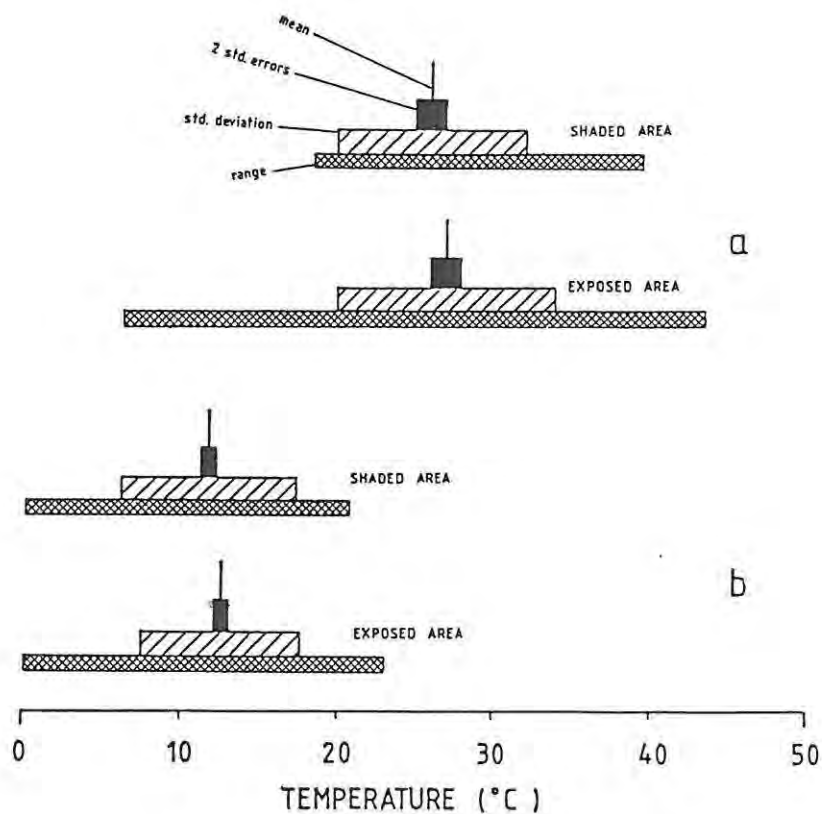 mean
2 std. errors
std. deviation
range
SHADED AREA
a
EXPOSED AREA
SHADED AREA
b
EXPOSED AREA
0 10 20 30 40 50
TEMPERATURE (°C)